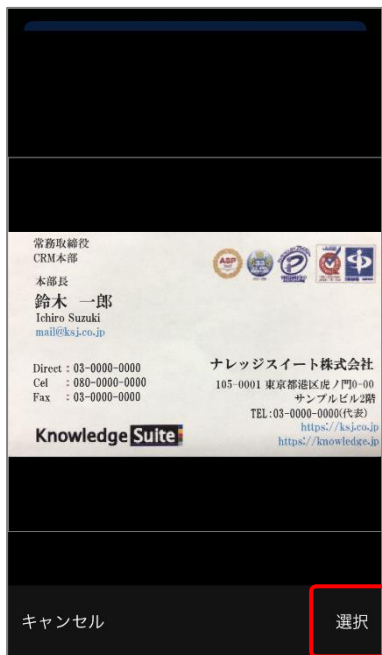 常務取締役
CRM本部
本部長
鈴木 一郎
Ichiro Suzuki
mail@ksj.co.jp
Direct : 03-0000-0000
Cel : 080-0000-0000
Fax : 03-0000-0000
Knowledge Suite
ASP
ナレッジスイート株式会社
105-0001 東京都港区虎ノ門0-00
サンプルビル2階
TEL:03-0000-0000(代表)
https://ksj.co.jp
https://knowledge.jp
キャンセル
選択